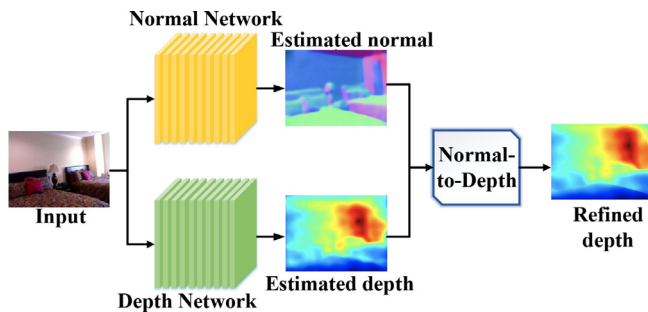 Normal Network
Estimated normal
Input
Normal-
to-Depth
Refined
depth
Depth Network
Estimated depth